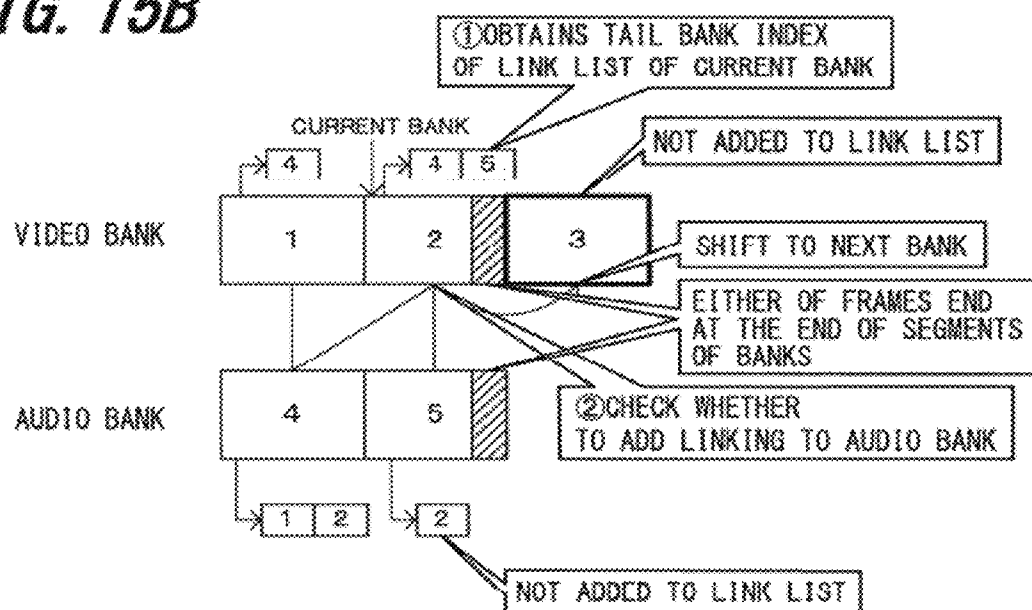 FIG. 15B
①OBTAINS TAIL BANK INDEX
OF LINK LIST OF CURRENT BANK
CURRENT BANK
4
4 5
NOT ADDED TO LINK LIST
VIDEO BANK
1 2 3
SHIFT TO NEXT BANK
EITHER OF FRAMES END
AT THE END OF SEGMENTS
OF BANKS
AUDIO BANK
4 5
②CHECK WHETHER
TO ADD LINKING TO AUDIO BANK
1 2
2
NOT ADDED TO LINK LIST